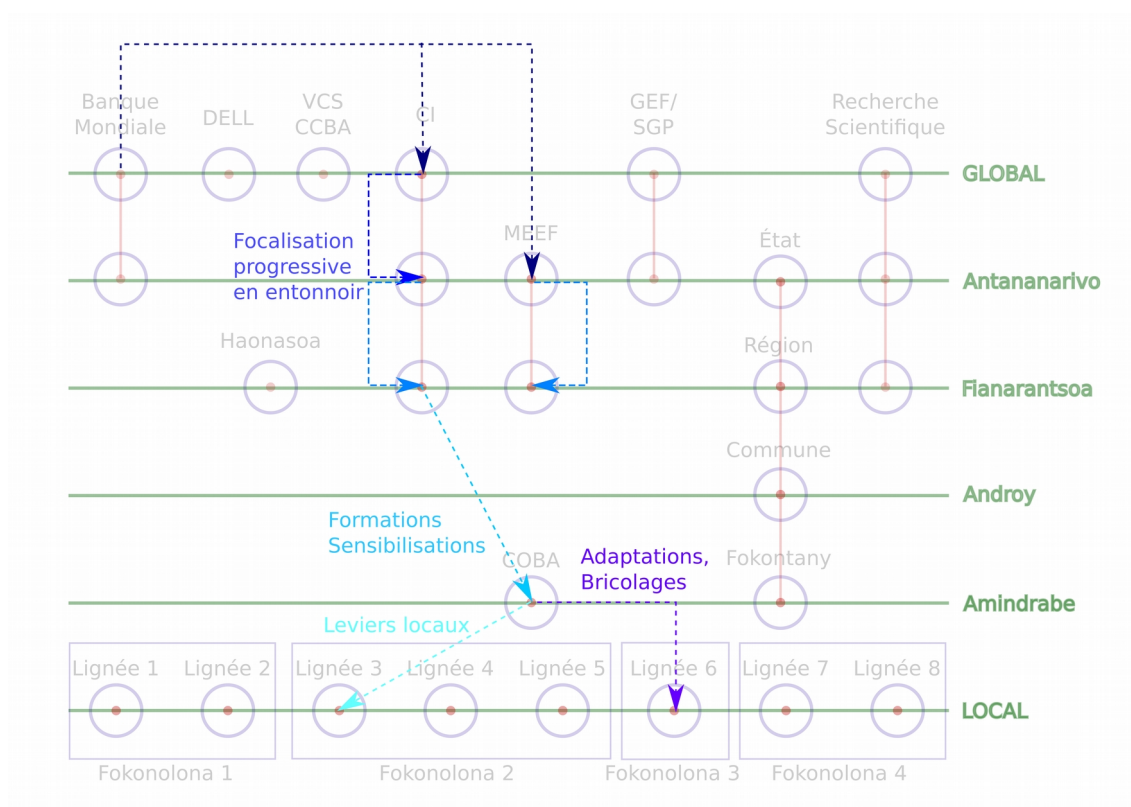 Banque
Mondiale
DELL
VCS
CCBA
CI
GEF/
SGP
Recherche
Scientifique
GLOBAL
Focalisation
progressive
en entonnoir
MEEF
État
Antananarivo
Haonasoa
Région
Fianarantsoa
Commune
Androy
Formations
Sensibilisations
COBA
Adaptations,
Bricolages
Fokontany
Amindrabe
Leviers locaux
Lignée 1
Lignée 2
Lignée 3
Lignée 4
Lignée 5
Lignée 6
Lignée 7
Lignée 8
LOCAL
Fokonolona 1
Fokonolona 2
Fokonolona 3
Fokonolona 4